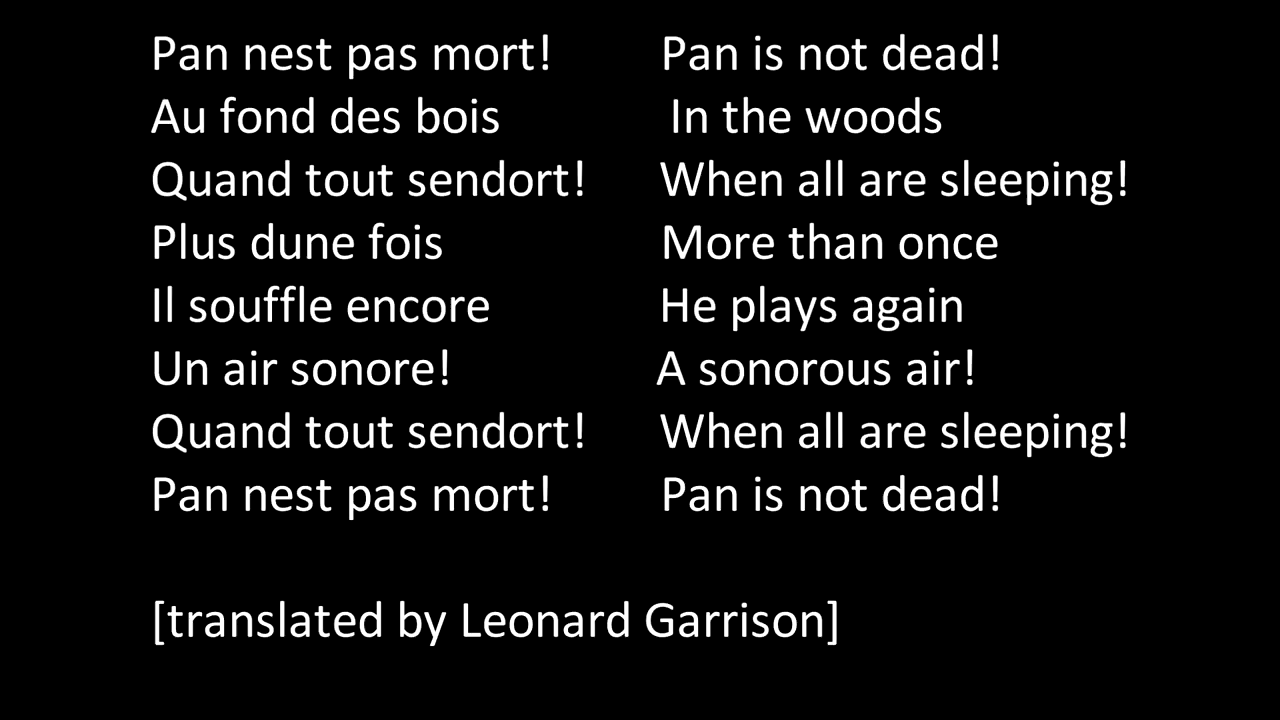 Pan nest pas mort! Pan is not dead!
Au fond des bois In the woods
Quand tout sendort! When all are sleeping!
Plus dune fois More than once
Il souffle encore He plays again
Un air sonore! A sonorous air!
Quand tout sendort! When all are sleeping!
Pan nest pas mort! Pan is not dead!
[translated by Leonard Garrison]